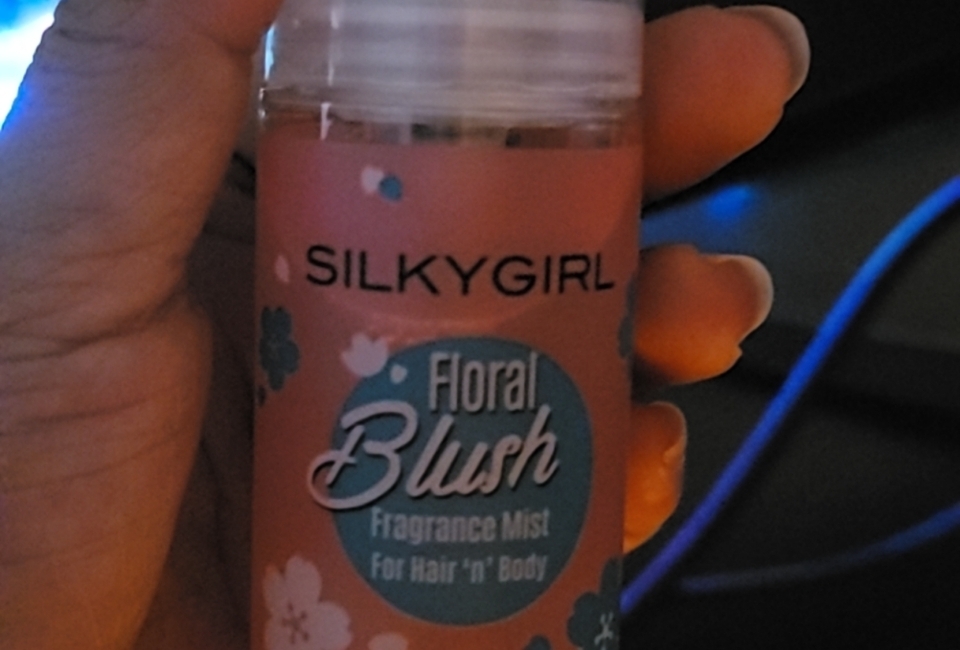 SILKYGIRL
Floral
Blush
Fragrance Mist
For Hair 'n' Body